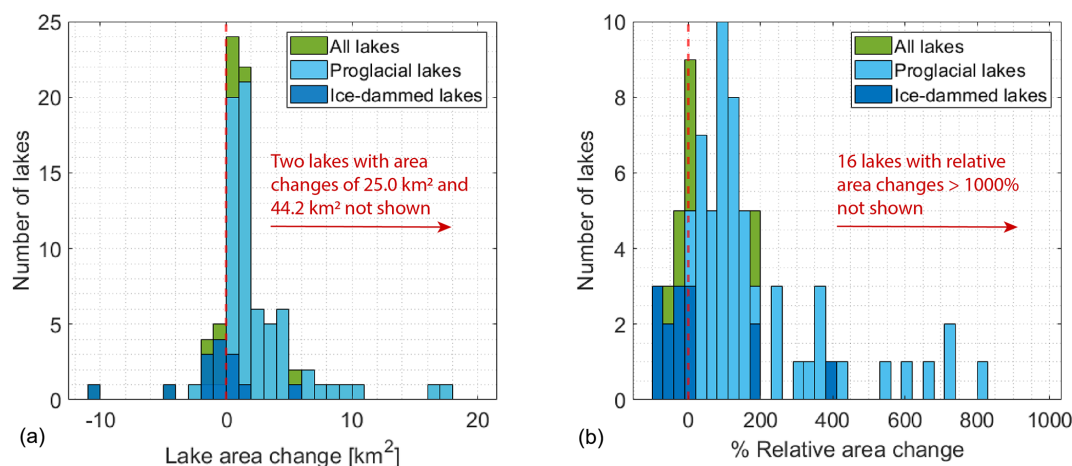 25
20
15
10
5
0
Number of lakes
All lakes
Proglacial lakes
Ice-dammed lakes
Two lakes with area
changes of 25.0 km² and
44.2 km² not shown
-10
0
10
20
Lake area change [km²]
(a)
10
8
6
4
2
0
Number of lakes
All lakes
Proglacial lakes
Ice-dammed lakes
16 lakes with relative
area changes > 1000%
not shown
0
200
400
600
800
1000
% Relative area change
(b)